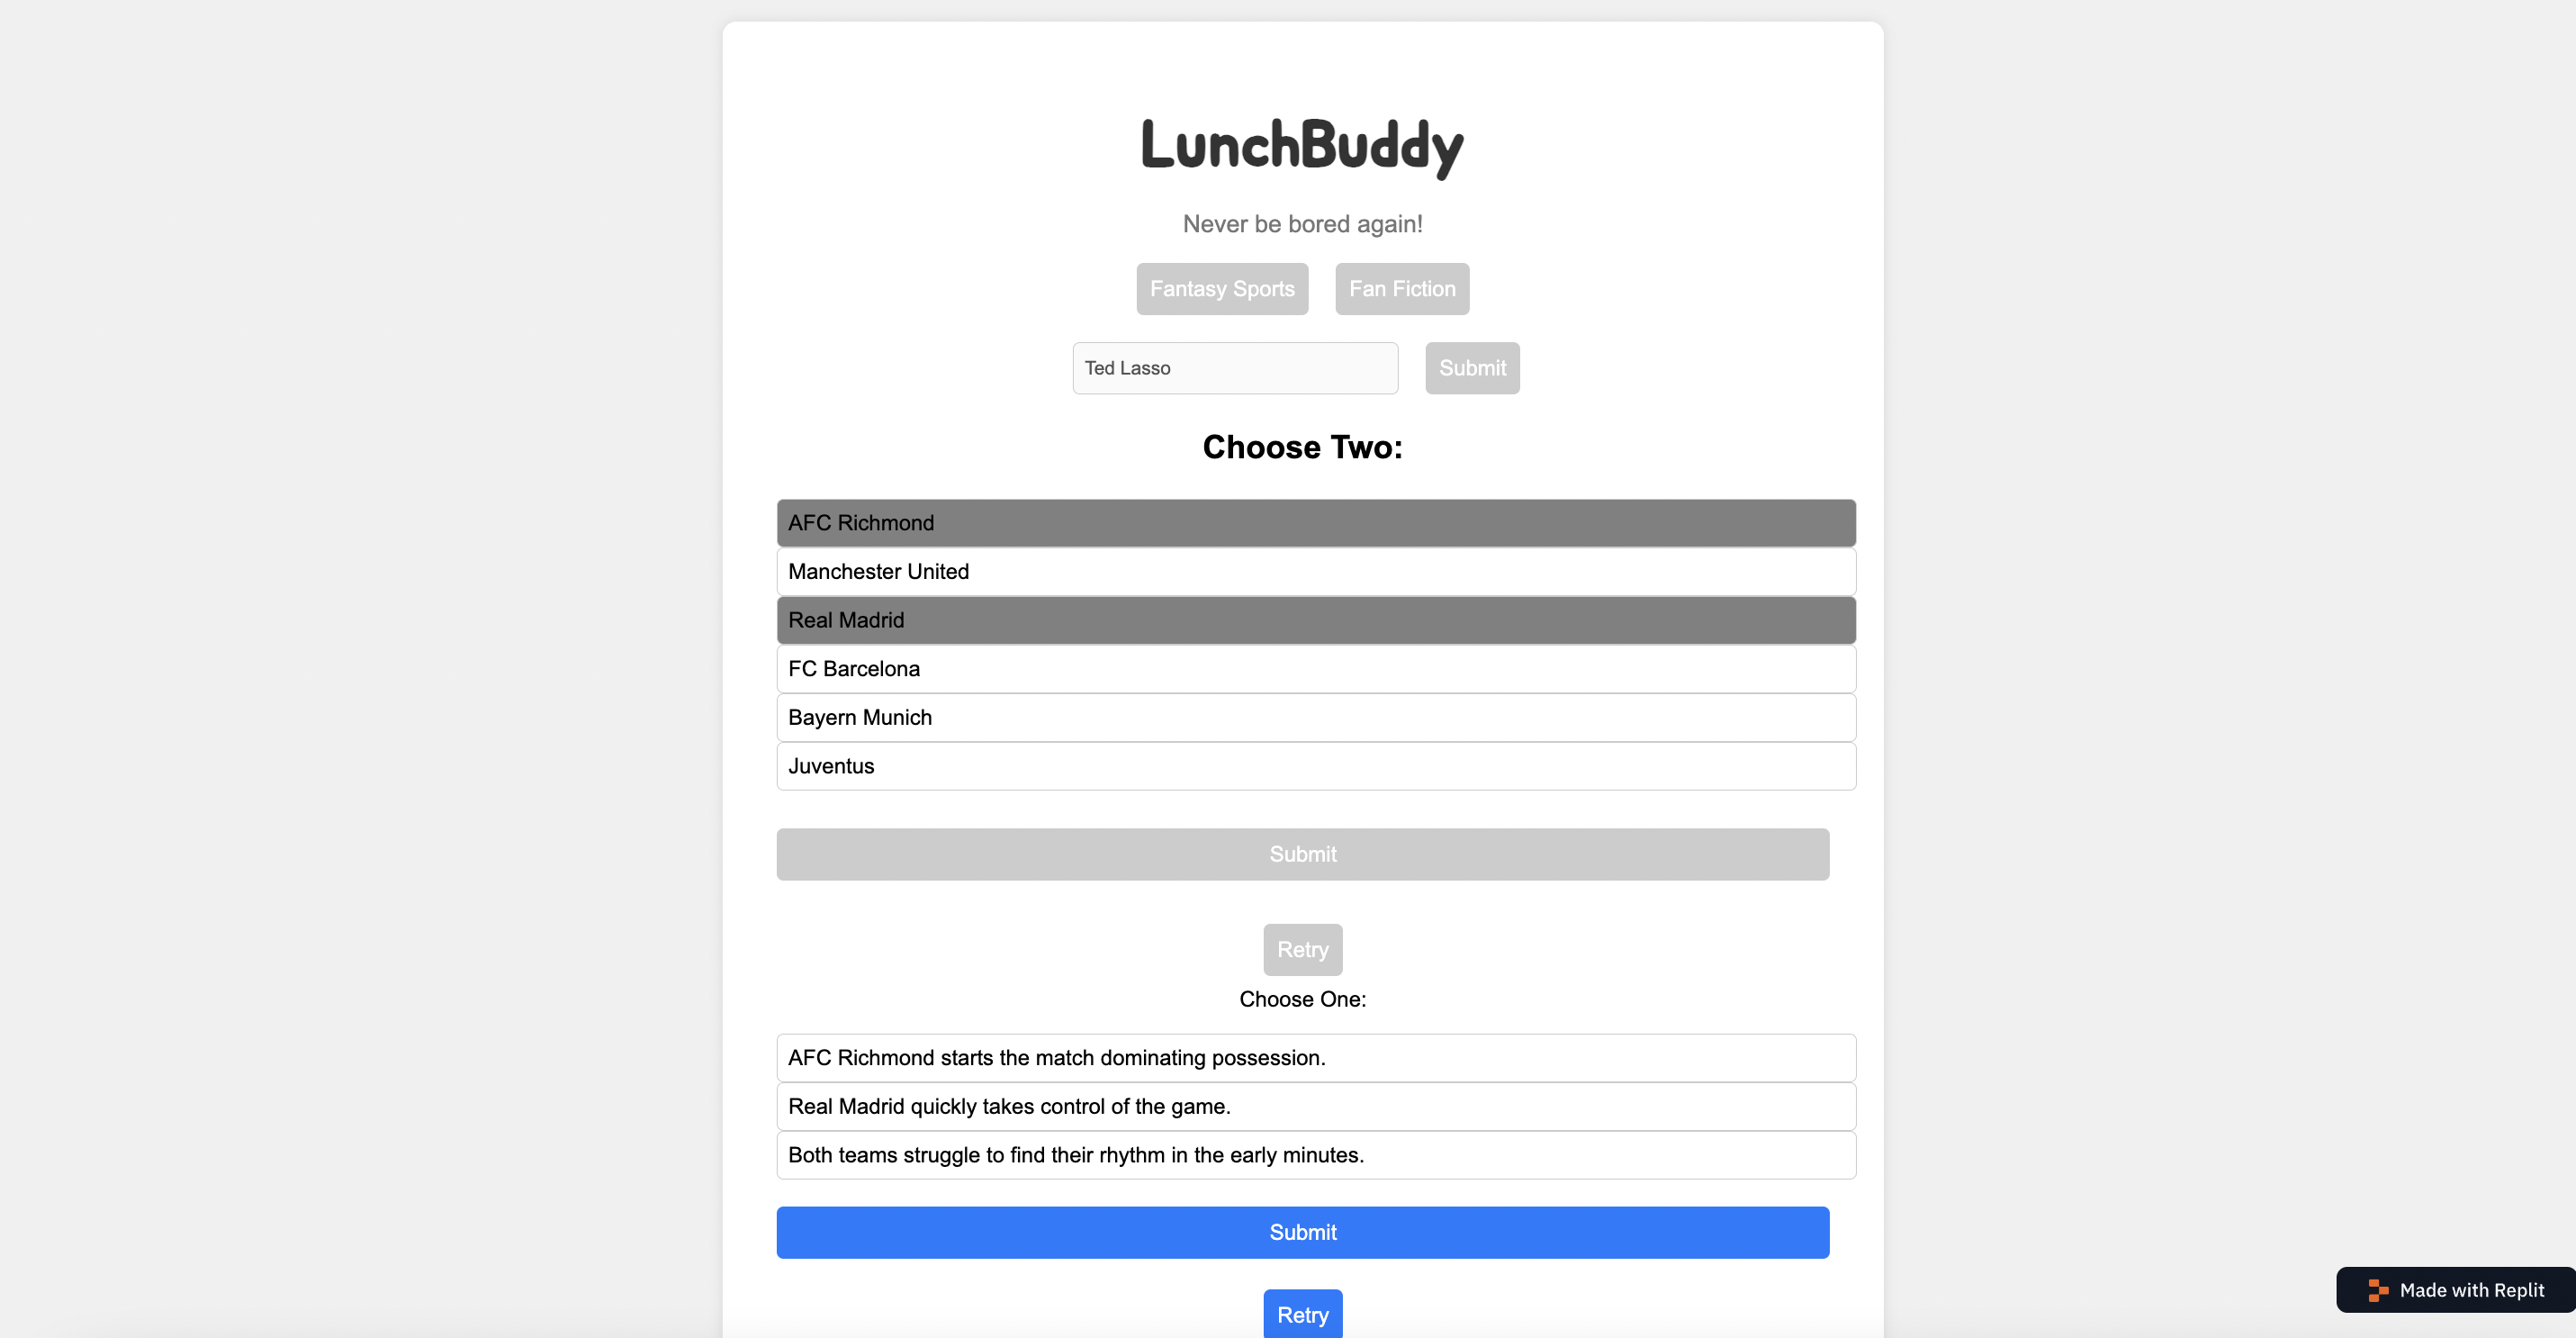 LunchBuddy
Never be bored again!
Fantasy Sports Fan Fiction
Ted Lasso Submit
Choose Two:
AFC Richmond
Manchester United
Real Madrid
FC Barcelona
Bayern Munich
Juventus
Submit
Retry
Choose One:
AFC Richmond starts the match dominating possession.
Real Madrid quickly takes control of the game.
Both teams struggle to find their rhythm in the early minutes.
Submit
Made with Replit
Retry